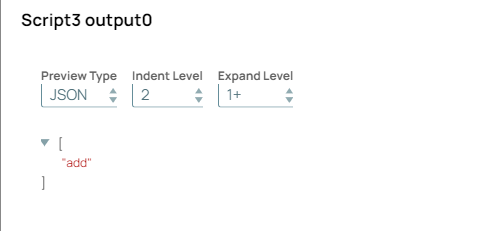 Script3 output0
Preview Type Indent Level Expand Level
JSON 2 1+
[
"add"
]